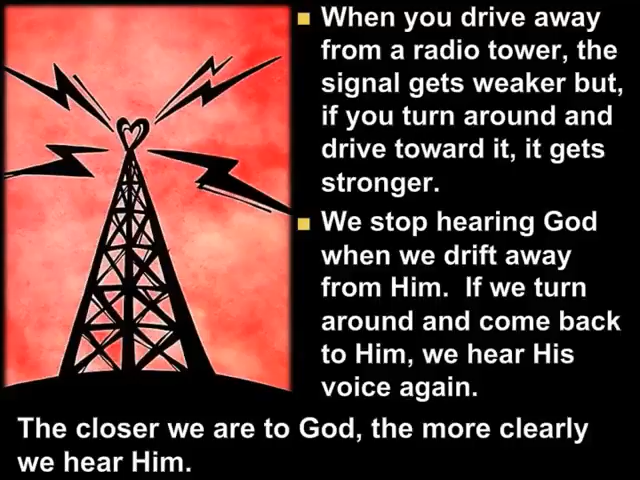 When you drive away
from a radio tower, the
signal gets weaker but,
if you turn around and
drive toward it, it gets
stronger.
We stop hearing God
when we drift away
from Him.  If we turn
around and come back
to Him, we hear His
voice again.
The closer we are to God, the more clearly
we hear Him.